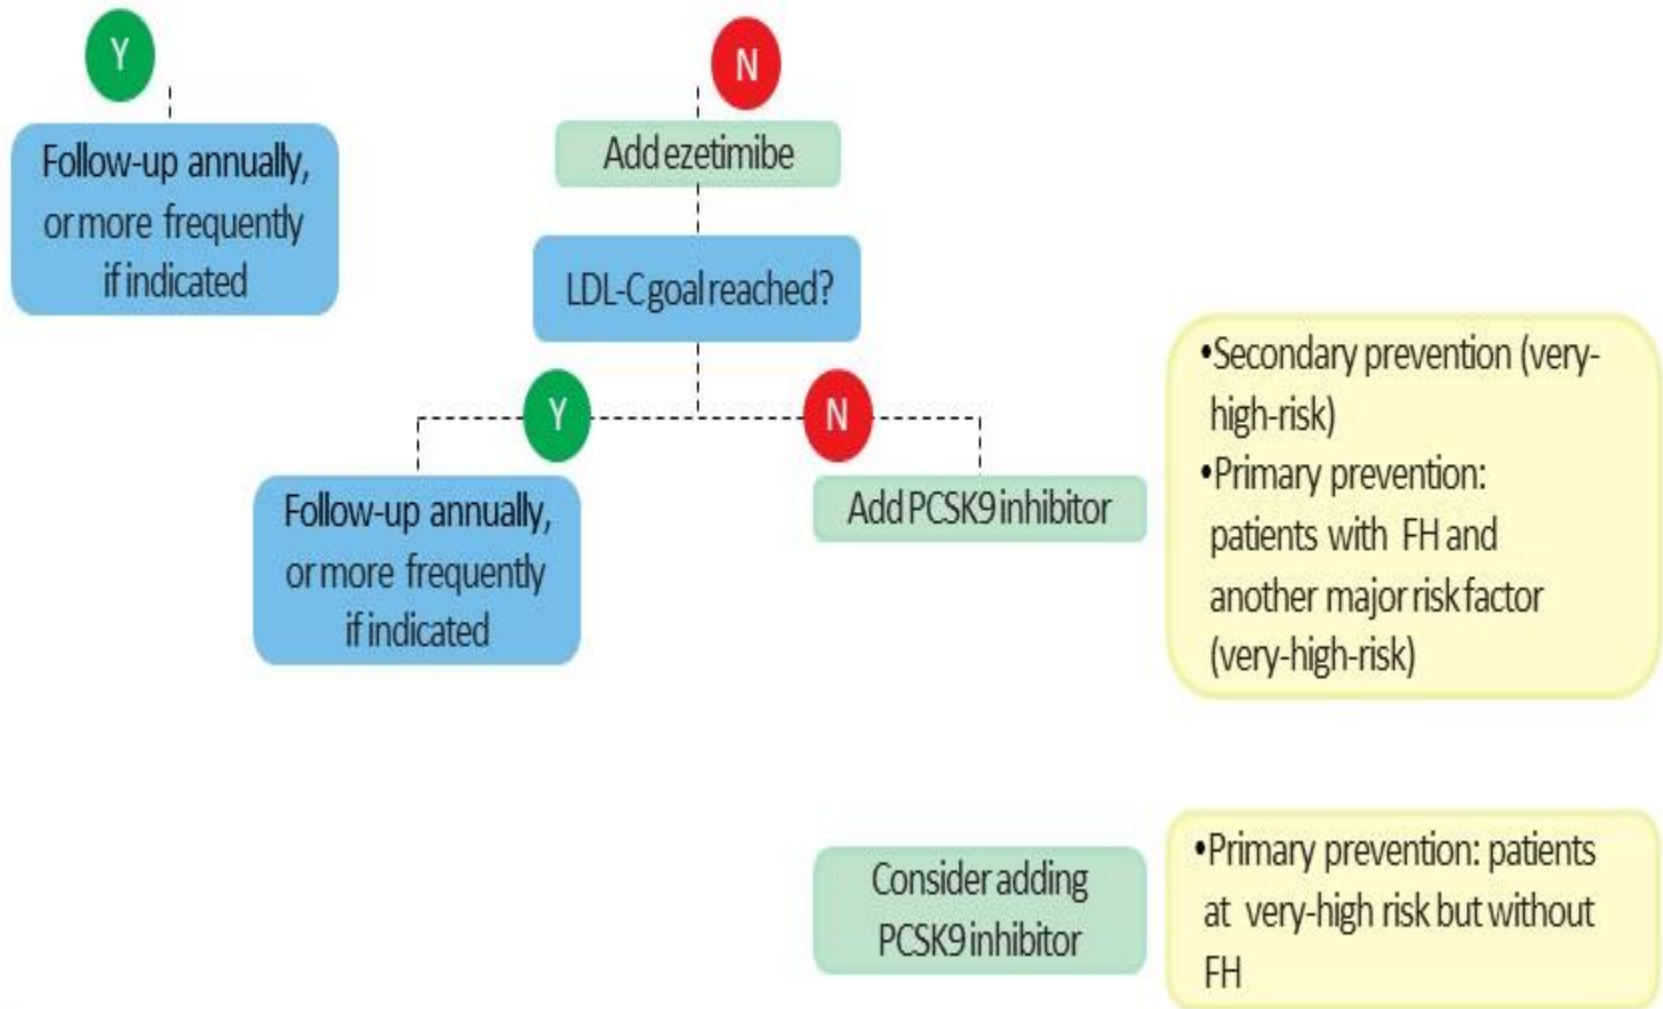 Y
N
Follow-up annually,
or more frequently
if indicated
Add ezetimibe
LDL-C goal reached?
Y
N
Follow-up annually,
or more frequently
if indicated
Add PCSK9 inhibitor
•Secondary prevention (very-
high-risk)
•Primary prevention:
patients with FH and
another major risk factor
(very-high-risk)
Consider adding
PCSK9 inhibitor
•Primary prevention: patients
at very-high risk but without
FH